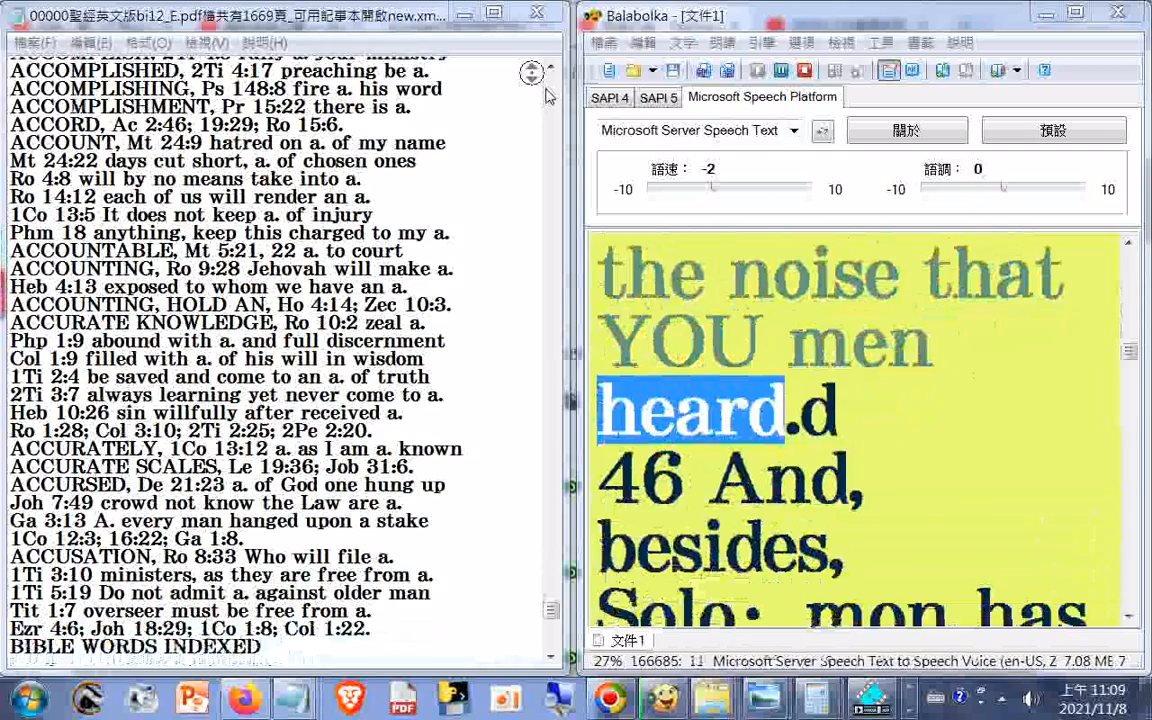 00000聖經英文版bi12_E.pdf檔共有1669頁_可用記事本開啟new.xm...
檔案(F) 編輯(E) 格式(O) 檢視(V) 說明(H)
ACCOMPLISHED, 2Ti 4:17 preaching be a.
ACCOMPLISHING, Ps 148:8 fire a. his word
ACCOMPLISHMENT, Pr 15:22 there is a.
ACCORD, Ac 2:46; 19:29; Ro 15:6.
ACCOUNT, Mt 24:9 hatred on a. of my name
Mt 24:22 days cut short, a. of chosen ones
Ro 4:8 will by no means take into a.
Ro 14:12 each of us will render an a.
1Co 13:5 It does not keep a. of injury
Phm 18 anything, keep this charged to my a.
ACCOUNTABLE, Mt 5:21, 22 a. to court
ACCOUNTING, Ro 9:28 Jehovah will make a.
Heb 4:13 exposed to whom we have an a.
ACCOUNTING, HOLD AN, Ho 4:14; Zec 10:3.
ACCURATE KNOWLEDGE, Ro 10:2 zeal a.
Php 1:9 abound with a. and full discernment
Col 1:9 filled with a. of his will in wisdom
1Ti 2:4 be saved and come to an a. of truth
2Ti 3:7 always learning yet never come to a.
Heb 10:26 sin willfully after received a.
Ro 1:28; Col 3:10; 2Ti 2:25; 2Pe 2:20.
ACCURATELY, 1Co 13:12 a. as I am a. known
ACCURATE SCALES, Le 19:36; Job 31:6.
ACCURSED, De 21:23 a. of God one hung up
Joh 7:49 crowd not know the Law are a.
Ga 3:13 A. every man hanged upon a stake
1Co 12:3; 16:22; Ga 1:8.
ACCUSATION, Ro 8:33 Who will file a.
1Ti 3:10 ministers, as they are free from a.
1Ti 5:19 Do not admit a. against older man
Tit 1:7 overseer must be free from a.
Ezr 4:6; Joh 18:29; 1Co 1:8; Col 1:22.
BIBLE WORDS INDEXED
Balabolka - [文件1]
檔案 編輯 文字 朗讀 引擎 選項 檢視 工具 書籤 說明
SAPI 4 SAPI 5 Microsoft Speech Platform
Microsoft Server Speech Text 關於 預設
語速: -2 語調: 0
-10 10 -10 10
the noise that
YOU men
heard.d
46 And,
besides,
Solo· mon has
文件1
27% 166685: 11 Microsoft Server Speech Text to Speech Voice (en-US, Z 7.08 ME 7
PDF
上午 11:09
2021/11/8